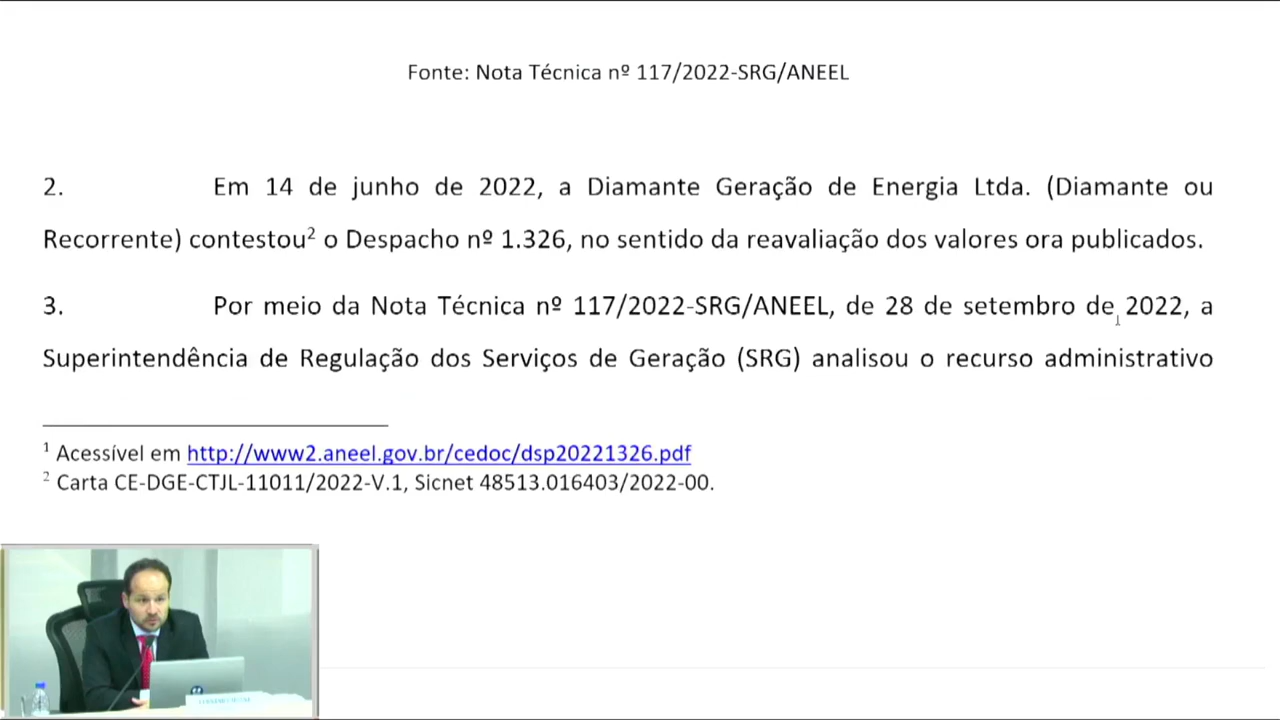 Fonte: Nota Técnica nº 117/2022-SRG/ANEEL
2. Em 14 de junho de 2022, a Diamante Geração de Energia Ltda. (Diamante ou
Recorrente) contestou² o Despacho nº 1.326, no sentido da reavaliação dos valores ora publicados.
3. Por meio da Nota Técnica nº 117/2022-SRG/ANEEL, de 28 de setembro de 2022, a
Superintendência de Regulação dos Serviços de Geração (SRG) analisou o recurso administrativo
¹ Acessível em http://www2.aneel.gov.br/cedoc/dsp20221326.pdf
² Carta CE-DGE-CTJL-11011/2022-V.1, Sicnet 48513.016403/2022-00.